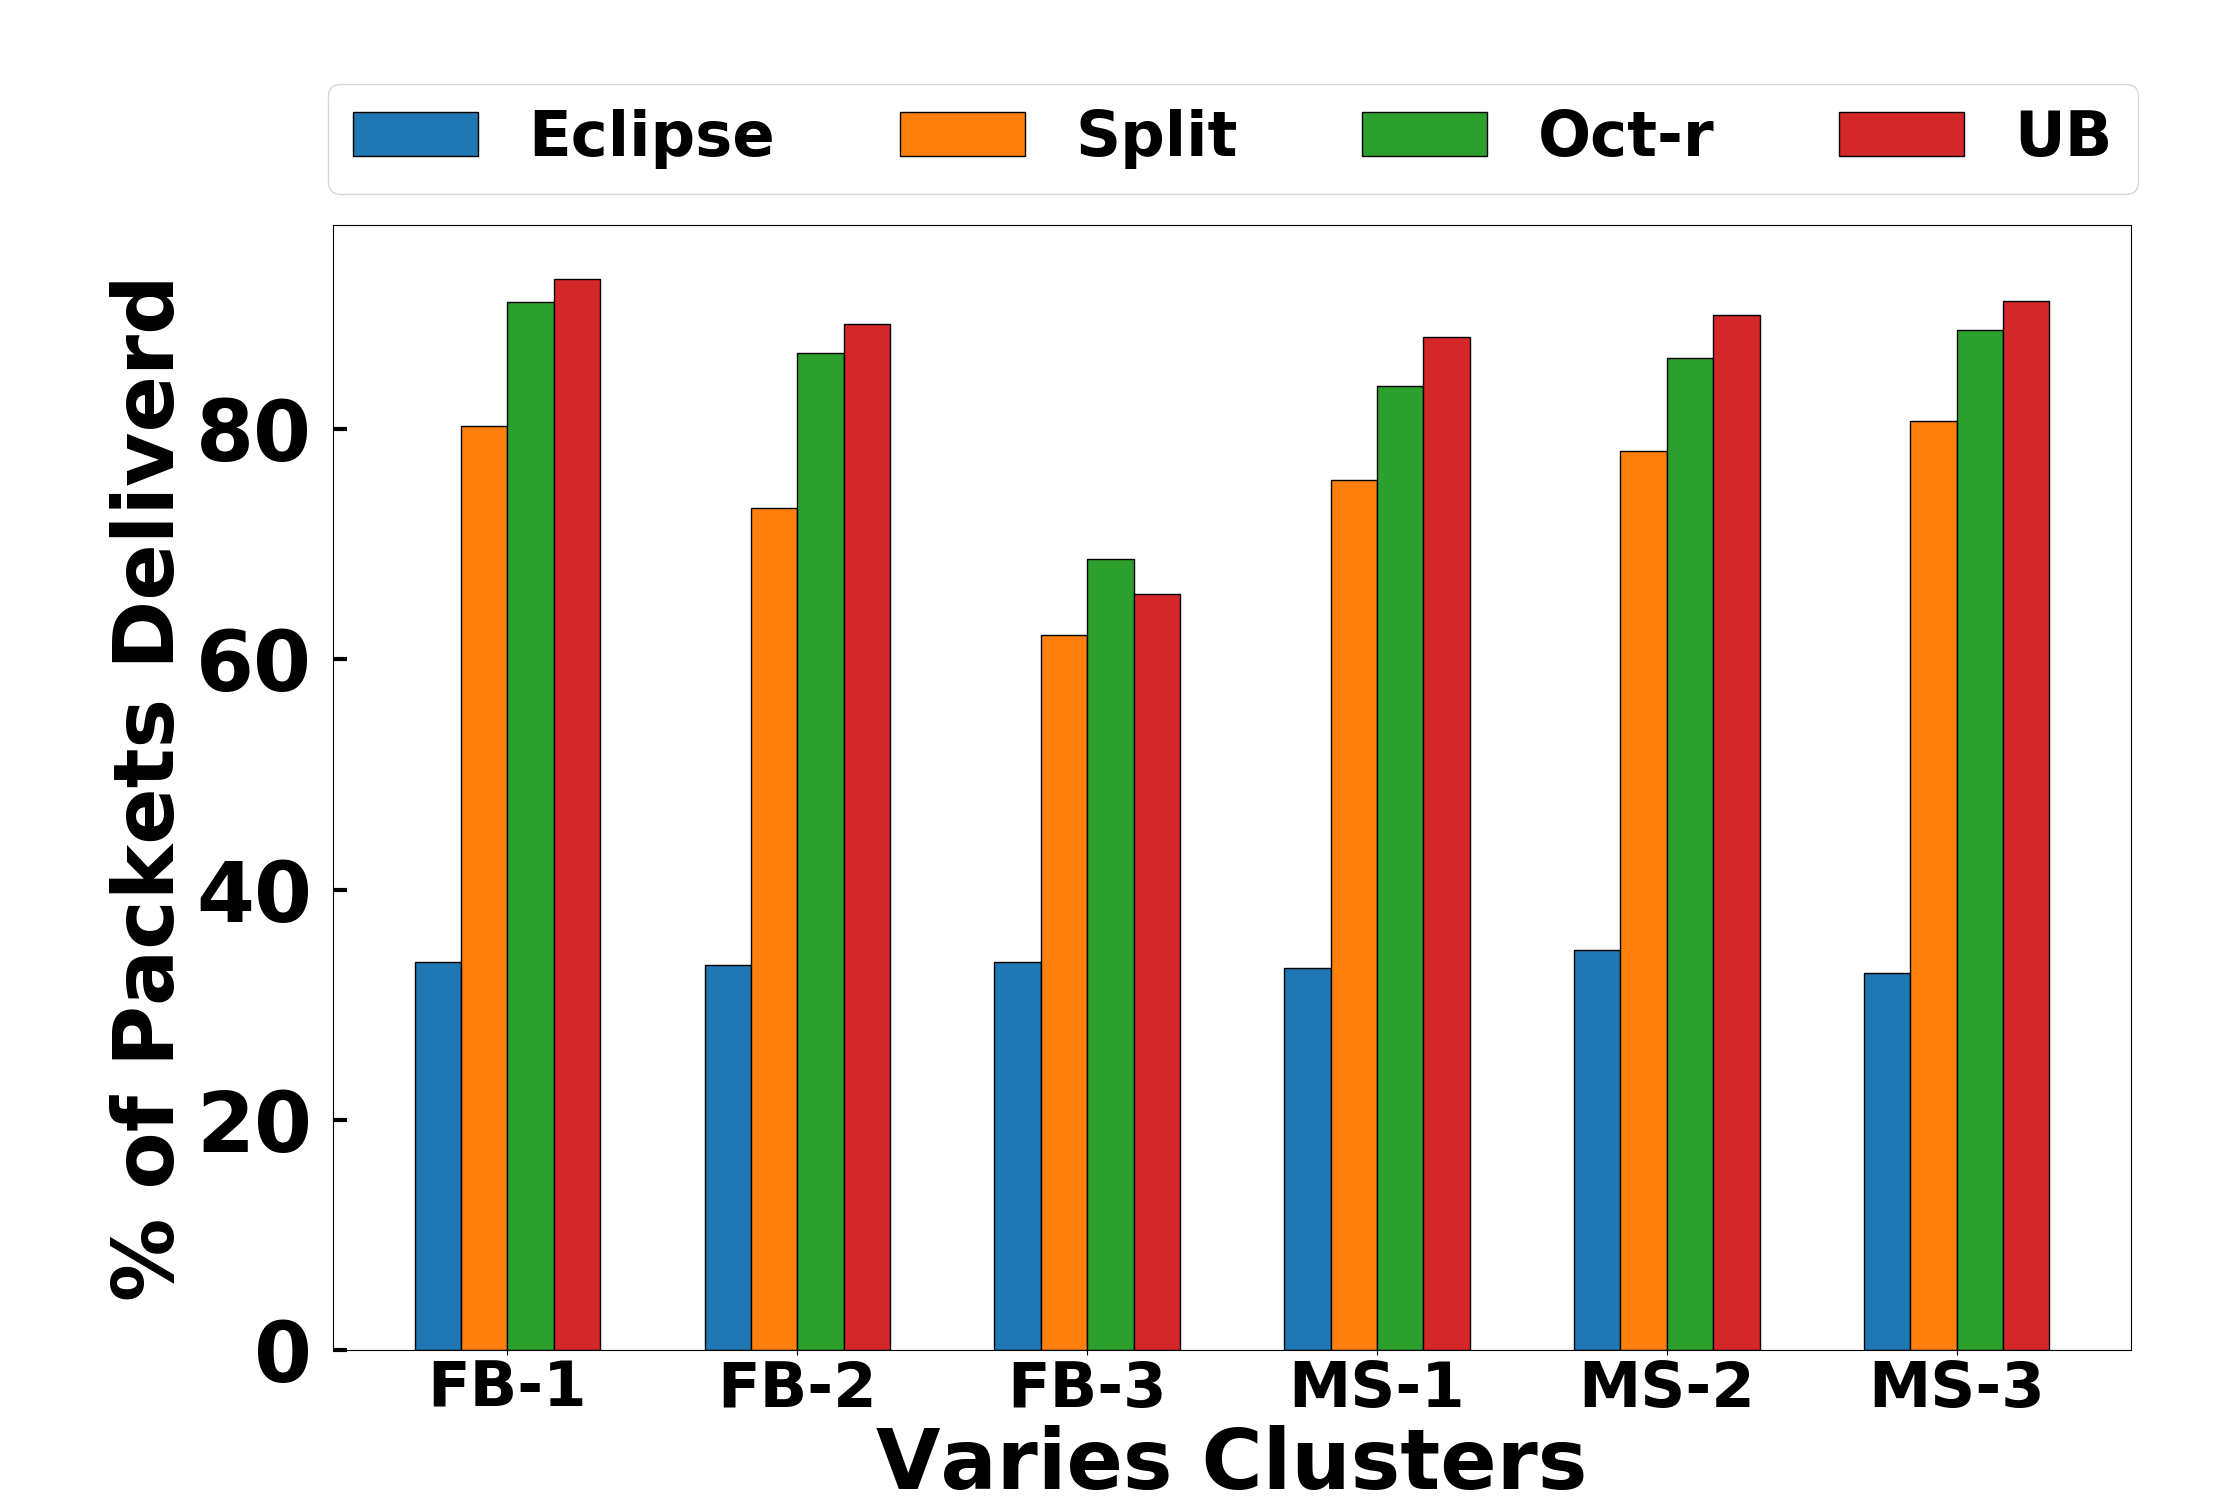 Eclipse Split Oct-r UB
% of Packets Deliverd
80
60
40
20
0
FB-1 FB-2 FB-3 MS-1 MS-2 MS-3
Varies Clusters